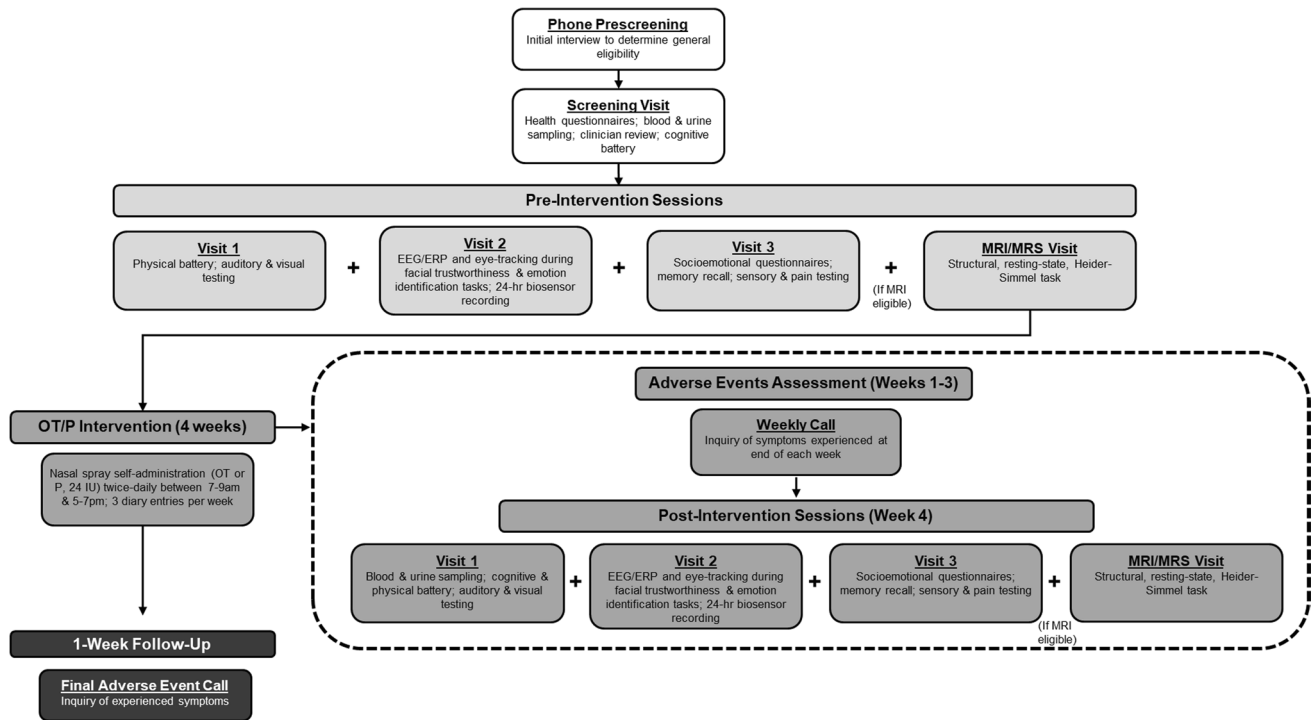 Phone Prescreening
Initial interview to determine general
eligibility
Screening Visit
Health questionnaires; blood & urine
sampling; clinician review; cognitive
battery
Pre-Intervention Sessions
Visit 1
Physical battery; auditory & visual
testing
+
Visit 2
EEG/ERP and eye-tracking during
facial trustworthiness & emotion
identification tasks; 24-hr biosensor
recording
+
Visit 3
Socioemotional questionnaires;
memory recall; sensory & pain testing
+
(If MRI
eligible)
MRI/MRS Visit
Structural, resting-state, Heider-
Simmel task
OT/P Intervention (4 weeks)
Nasal spray self-administration (OT or
P, 24 IU) twice-daily between 7-9am
& 5-7pm; 3 diary entries per week
Adverse Events Assessment (Weeks 1-3)
Weekly Call
Inquiry of symptoms experienced at
end of each week
Post-Intervention Sessions (Week 4)
Visit 1
Blood & urine sampling; cognitive &
physical battery; auditory & visual
testing
+
Visit 2
EEG/ERP and eye-tracking during
facial trustworthiness & emotion
identification tasks; 24-hr biosensor
recording
+
Visit 3
Socioemotional questionnaires;
memory recall; sensory & pain testing
+
(If MRI
eligible)
MRI/MRS Visit
Structural, resting-state, Heider-
Simmel task
1-Week Follow-Up
Final Adverse Event Call
Inquiry of experienced symptoms